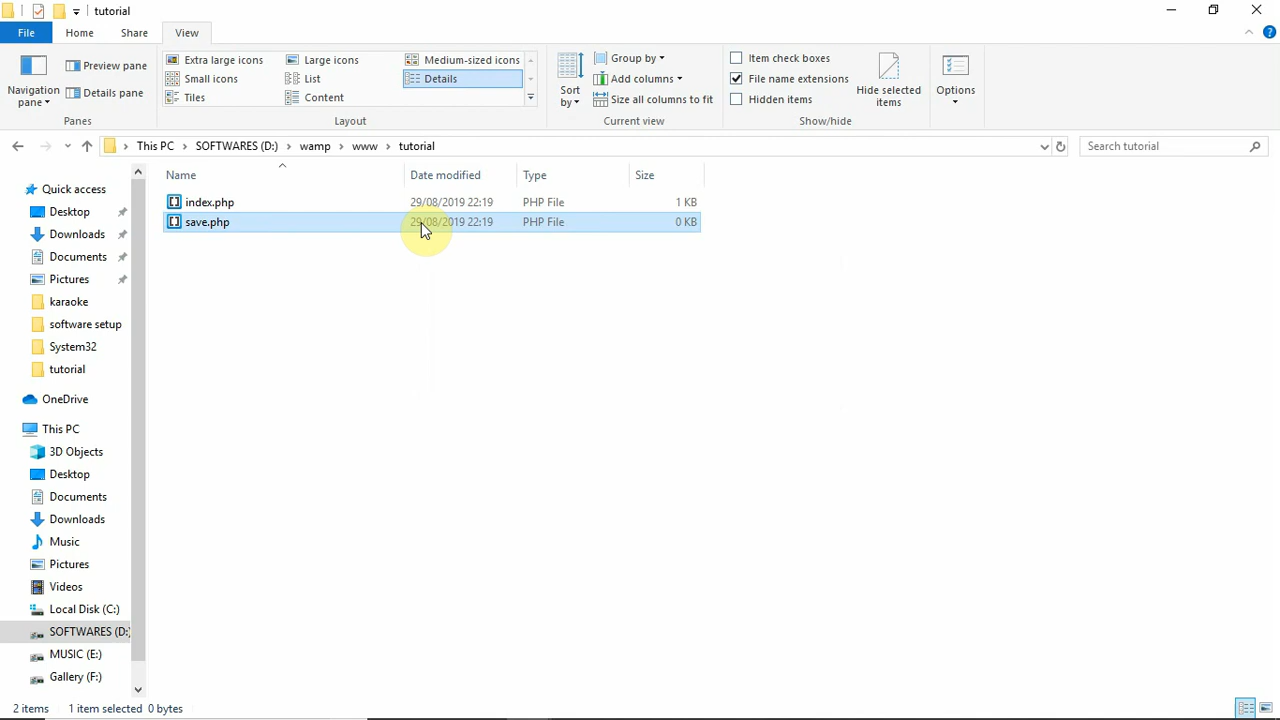 tutorial
File Home Share View
Extra large icons Large icons Medium-sized icons
Small icons List Details
Tiles Content
Navigation pane
Preview pane
Details pane
Sort by
Group by
Add columns
Size all columns to fit
Item check boxes
File name extensions
Hidden items
Hide selected items
Options
Panes Layout Current view Show/hide
This PC SOFTWARES (D:) wamp www tutorial
Search tutorial
Name Date modified Type Size
index.php 29/08/2019 22:19 PHP File 1 KB
save.php 29/08/2019 22:19 PHP File 0 KB
Quick access
Desktop
Downloads
Documents
Pictures
karaoke
software setup
System32
tutorial
OneDrive
This PC
3D Objects
Desktop
Documents
Downloads
Music
Pictures
Videos
Local Disk (C:)
SOFTWARES (D:)
MUSIC (E:)
Gallery (F:)
2 items 1 item selected 0 bytes